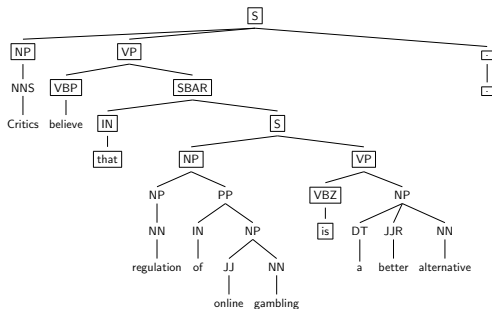 S
NP VP .
NNS VBP SBAR .
Critics believe IN S
that NP VP
NP PP VBZ NP
NN IN NP is DT JJR NN
regulation of JJ NN a better alternative
online gambling